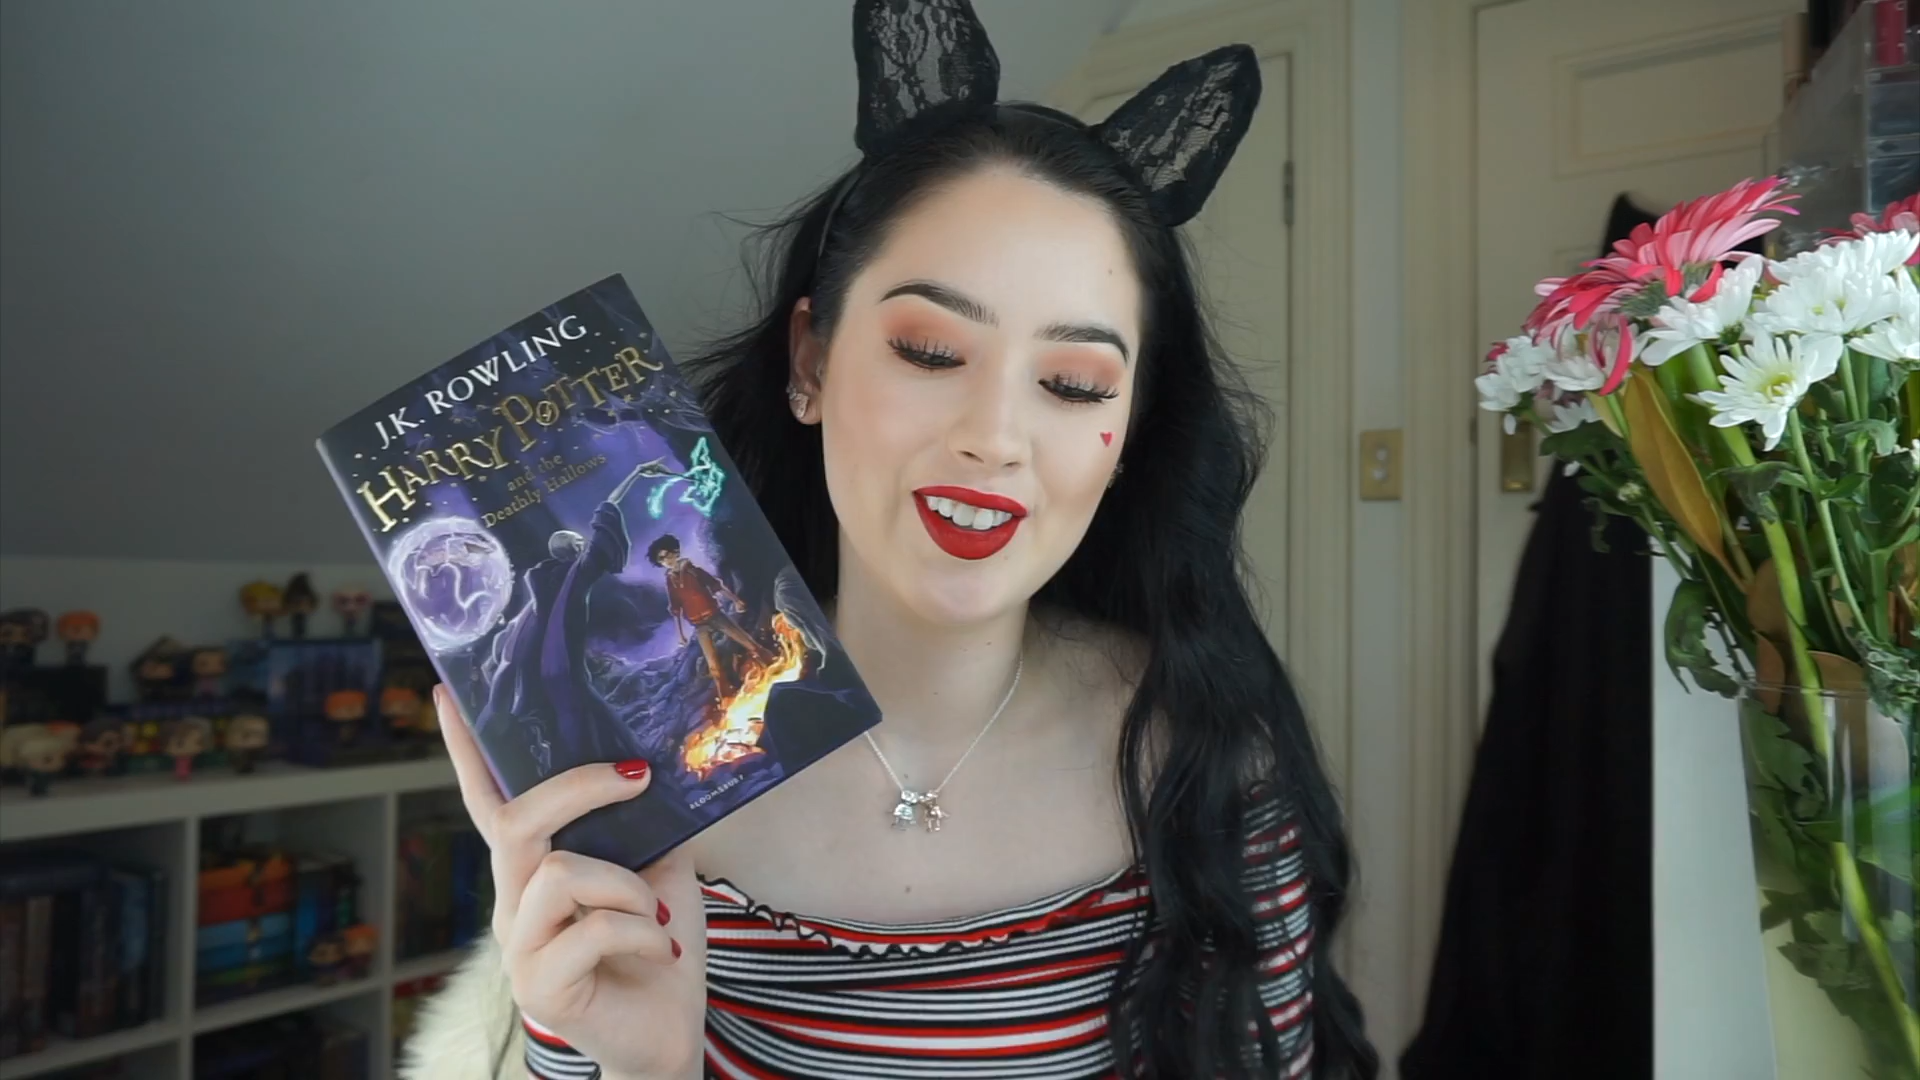 J.K. ROWLING
HARRY POTTER
and the
Deathly Hallows
BLOOMSBURY